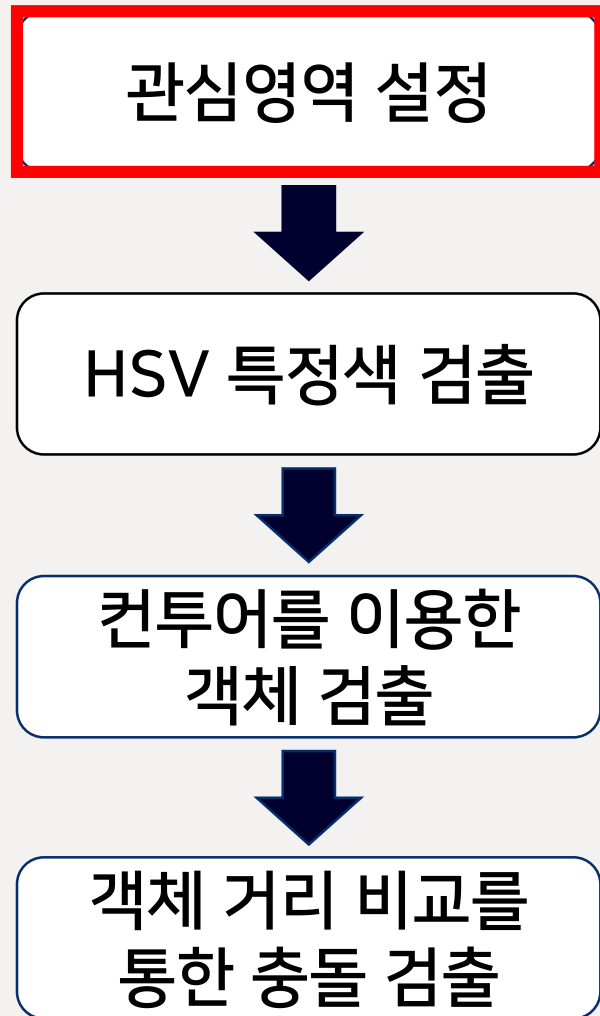 관심영역 설정
HSV 특정색 검출
컨투어를 이용한
객체 검출
객체 거리 비교를
통한 충돌 검출